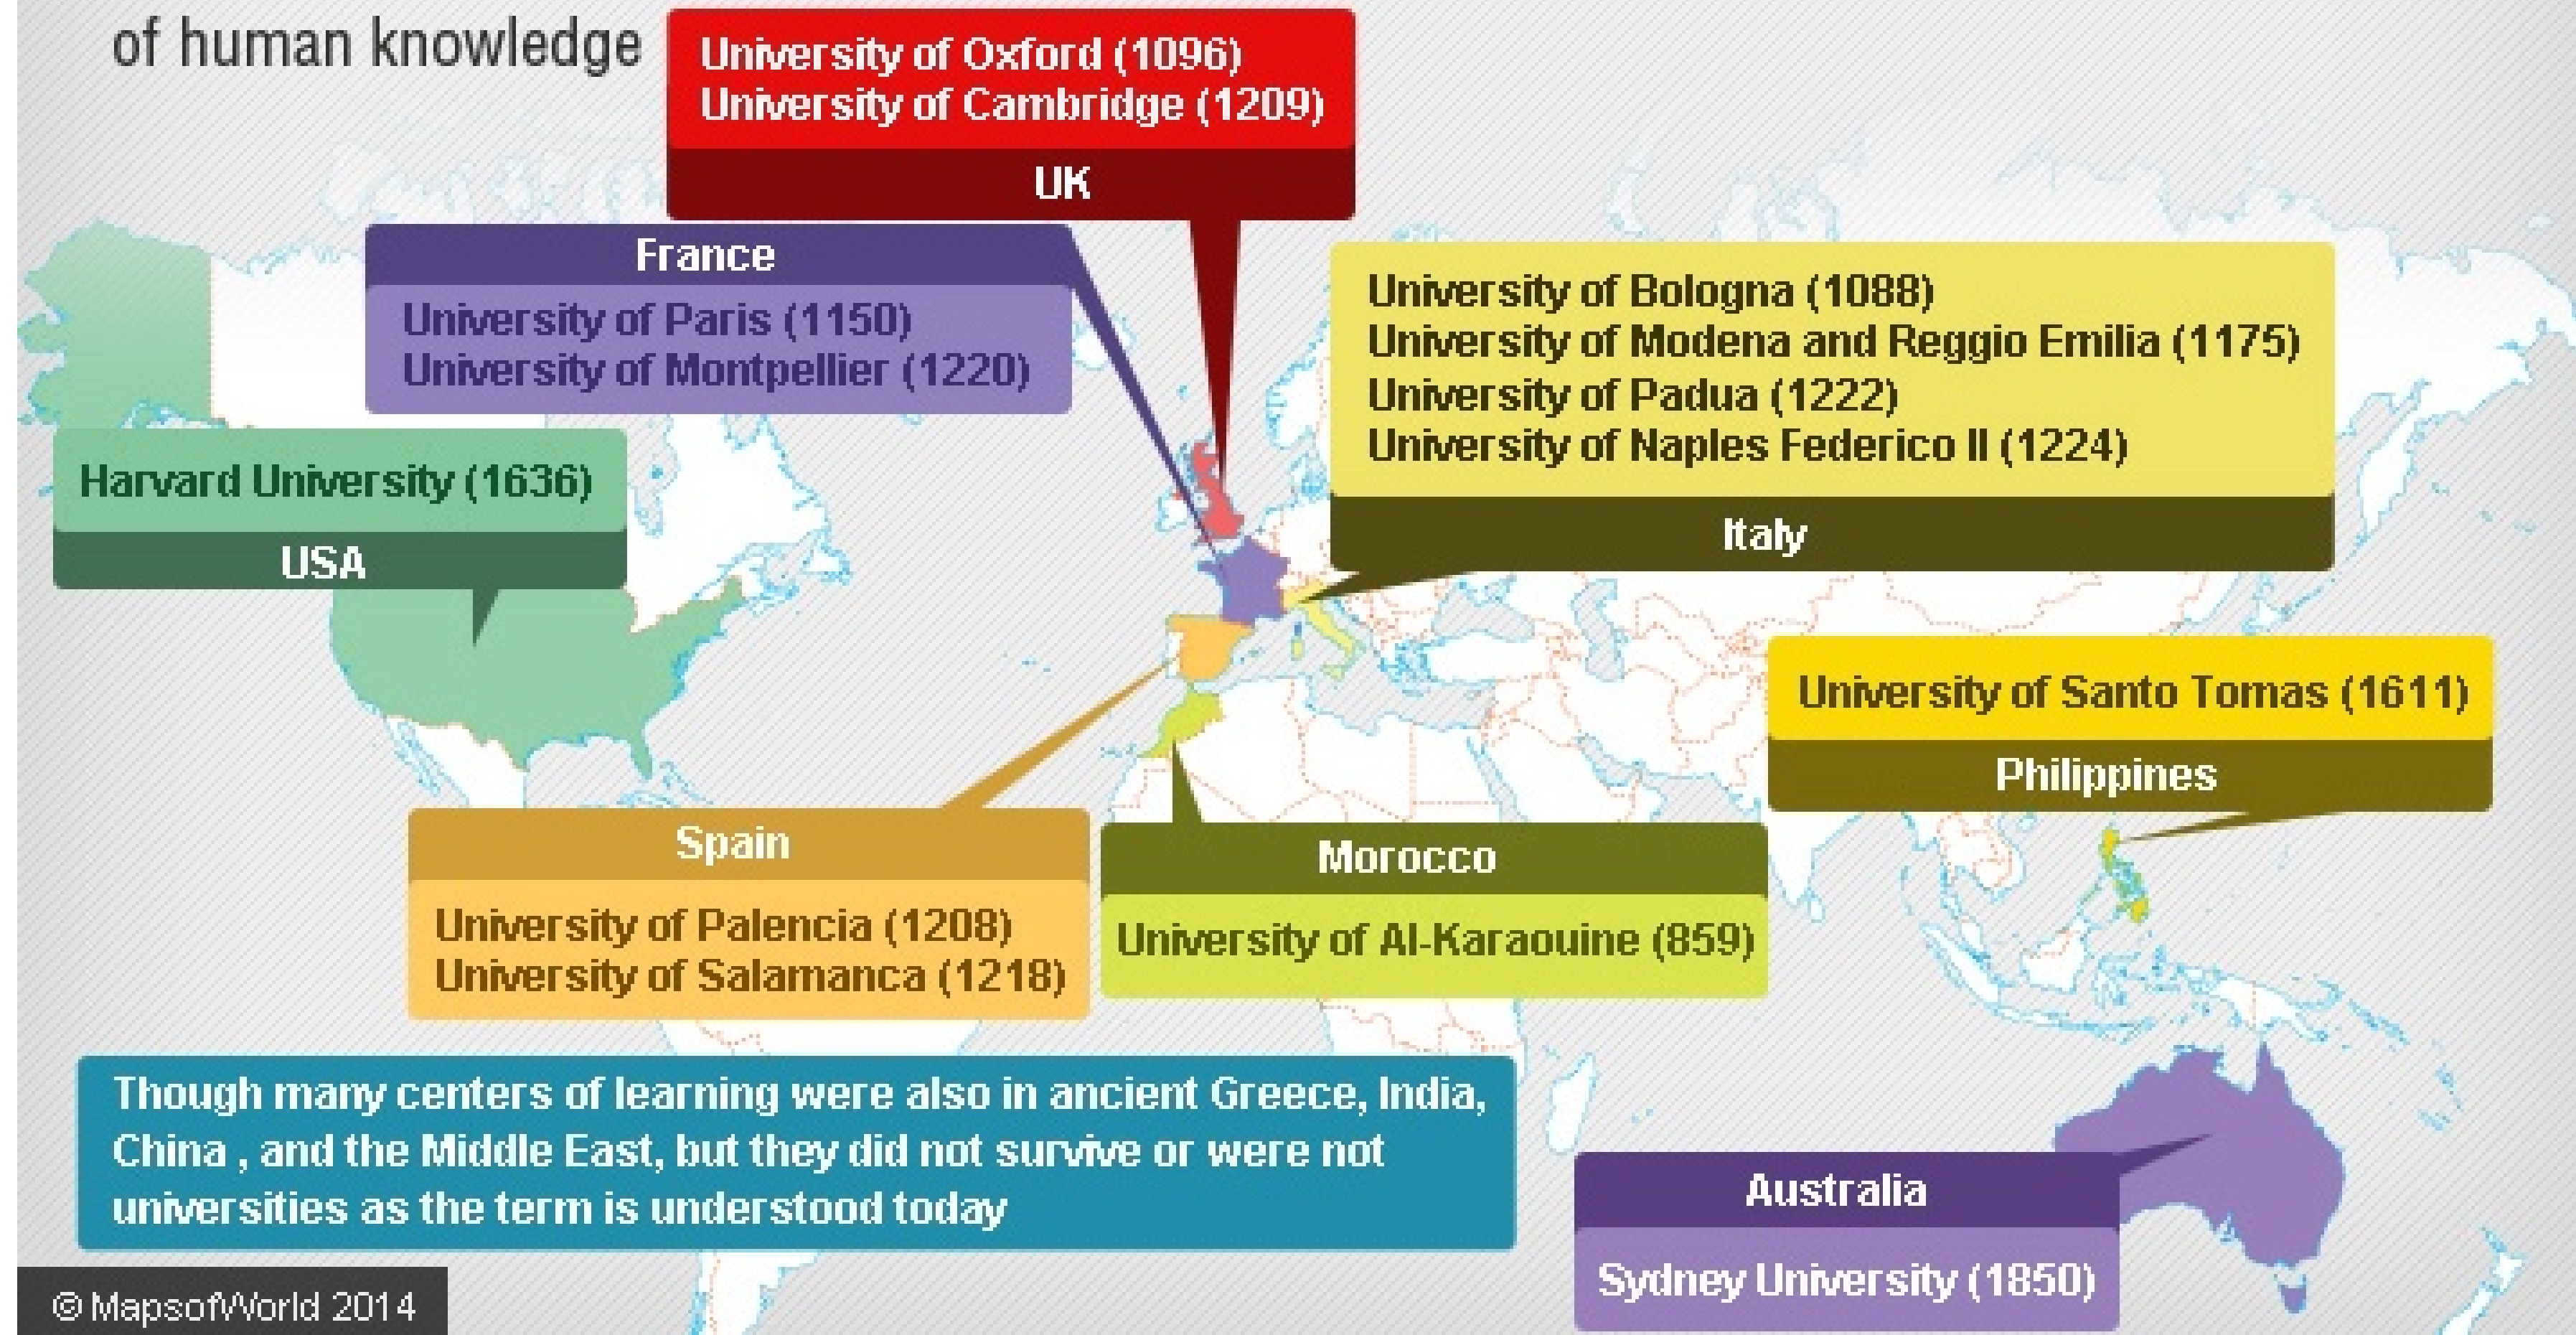 of human knowledge
University of Oxford (1096)
University of Cambridge (1209)
UK
France
University of Paris (1150)
University of Montpellier (1220)
University of Bologna (1088)
University of Modena and Reggio Emilia (1175)
University of Padua (1222)
University of Naples Federico II (1224)
Italy
Harvard University (1636)
USA
University of Santo Tomas (1611)
Philippines
Spain
University of Palencia (1208)
University of Salamanca (1218)
Morocco
University of Al-Karaouine (859)
Though many centers of learning were also in ancient Greece, India,
China , and the Middle East, but they did not survive or were not
universities as the term is understood today
Australia
Sydney University (1850)
© MapsofWorld 2014